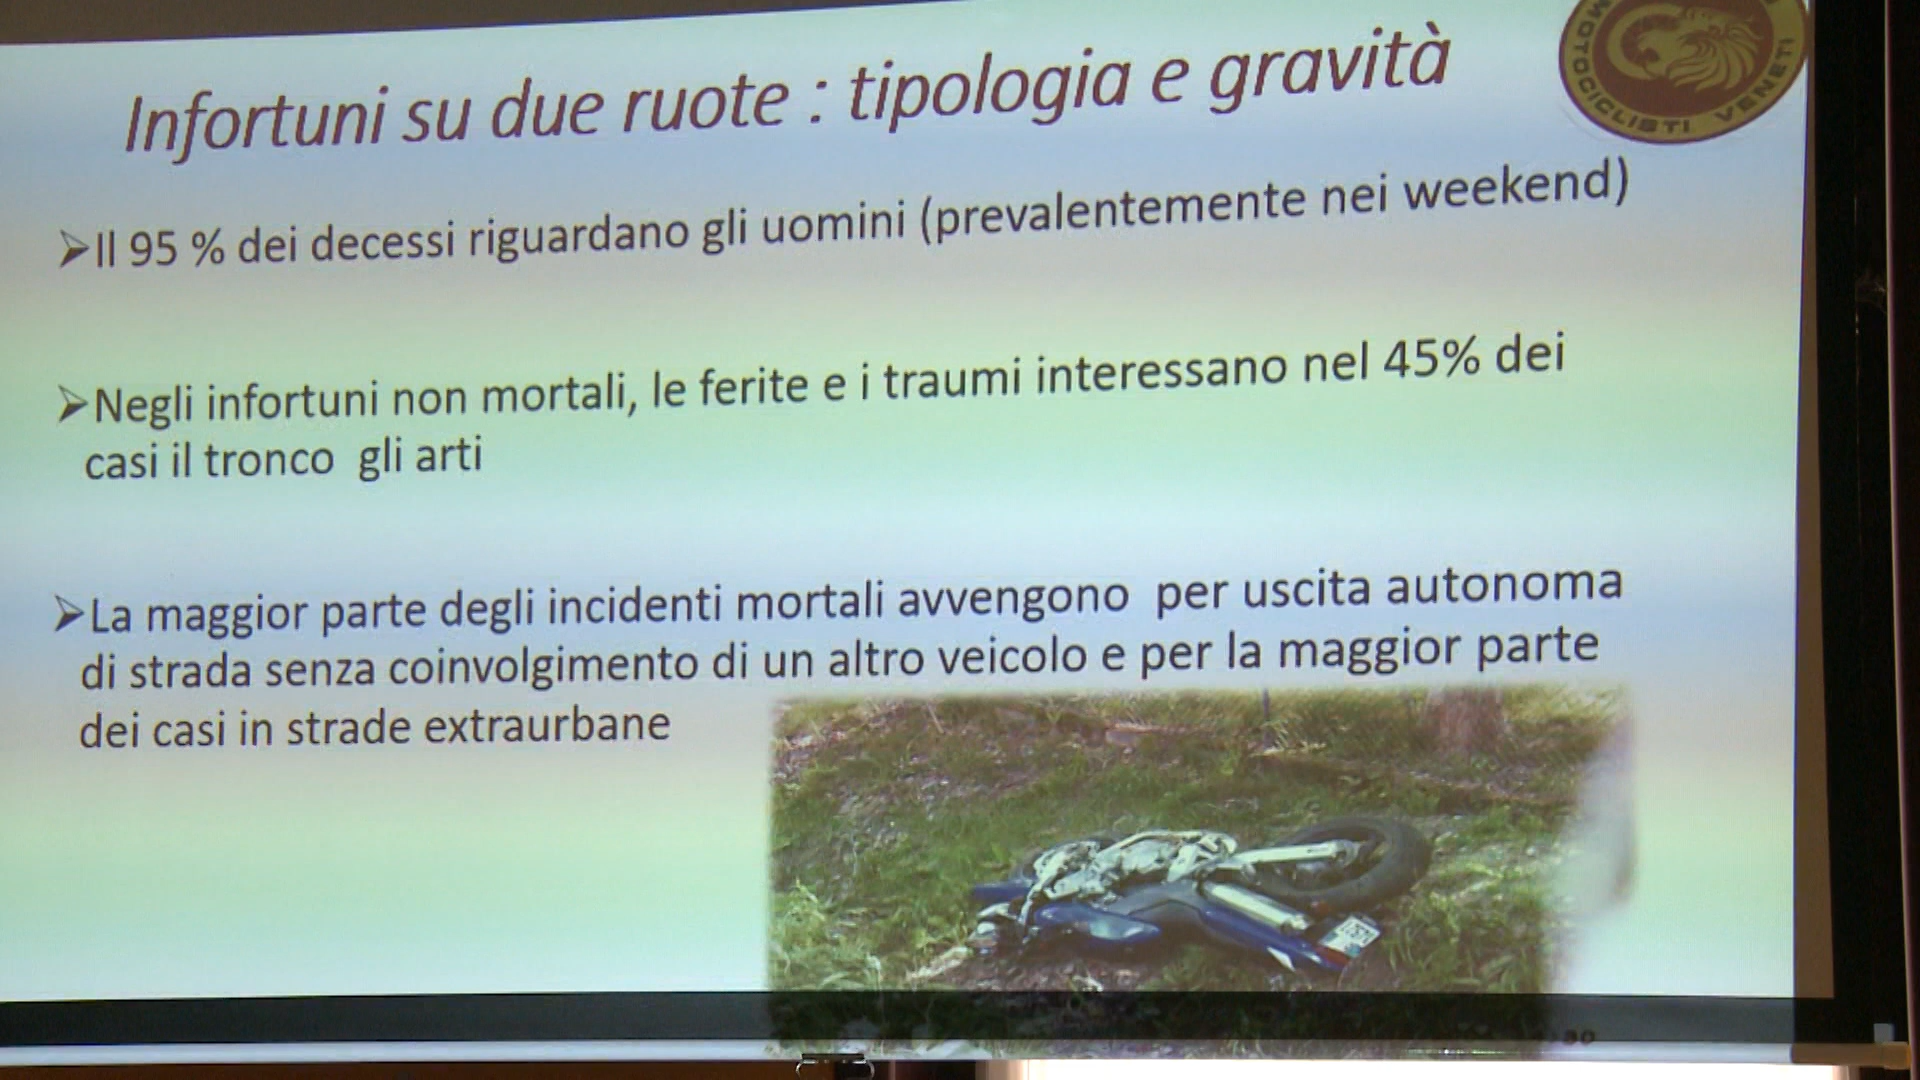 Infortuni su due ruote : tipologia e gravità
MOTOCICLISTI VENETI
➢Il 95 % dei decessi riguardano gli uomini (prevalentemente nei weekend)
➢Negli infortuni non mortali, le ferite e i traumi interessano nel 45% dei
casi il tronco gli arti
➢La maggior parte degli incidenti mortali avvengono per uscita autonoma
di strada senza coinvolgimento di un altro veicolo e per la maggior parte
dei casi in strade extraurbane
30